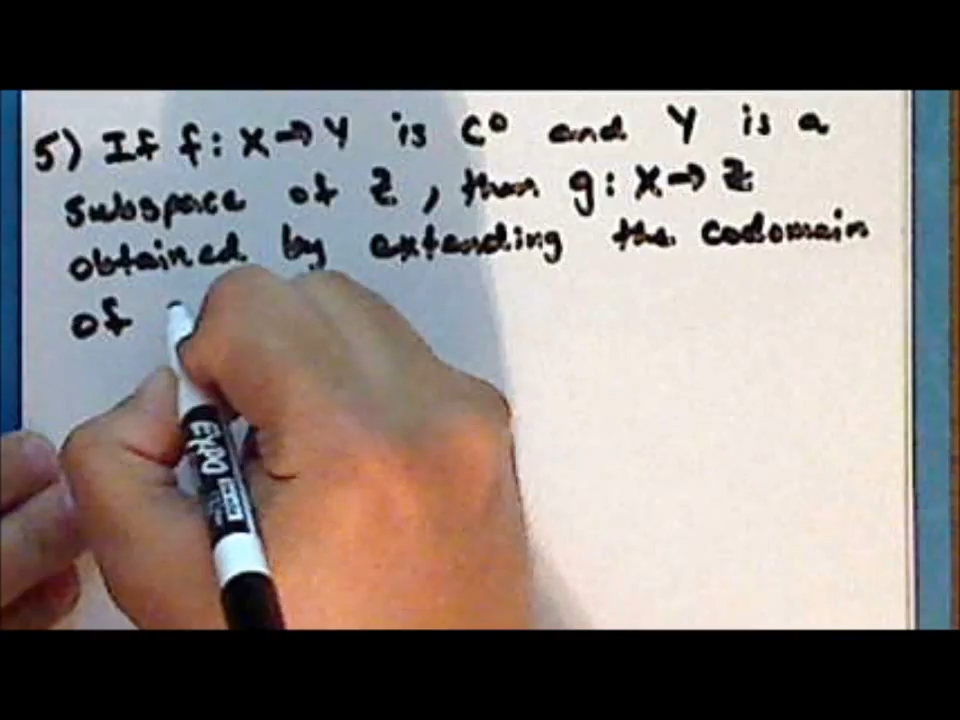 5) If f: X → Y is C⁰ and Y is a
subspace of Z, then g: X → Z
obtained by extending the codomain
of
EXPO